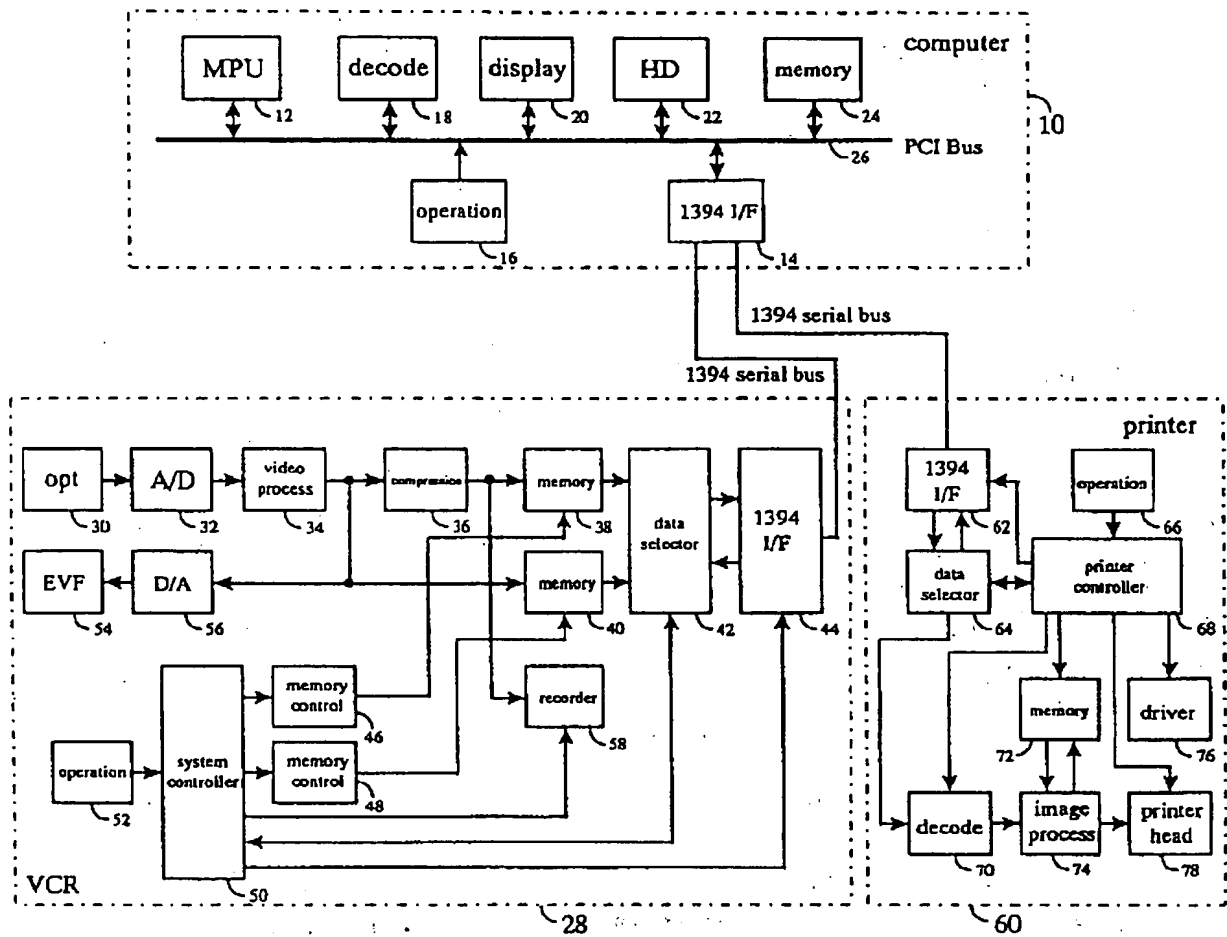 computer
MPU
decode
display
HD
memory
12
18
20
22
24
10
PCI Bus
26
operation
1394 I/F
16
14
1394 serial bus
1394 serial bus
printer
opt
A/D
video
process
compression
memory
data
selector
1394
I/F
30
32
34
36
38
EVF
D/A
memory
54
56
40
42
44
1394
I/F
operation
62
66
data
selector
printer
controller
64
68
memory
control
recorder
46
58
operation
system
controller
memory
control
52
48
50
memory
driver
72
76
decode
image
process
printer
head
70
74
78
VCR
28
60